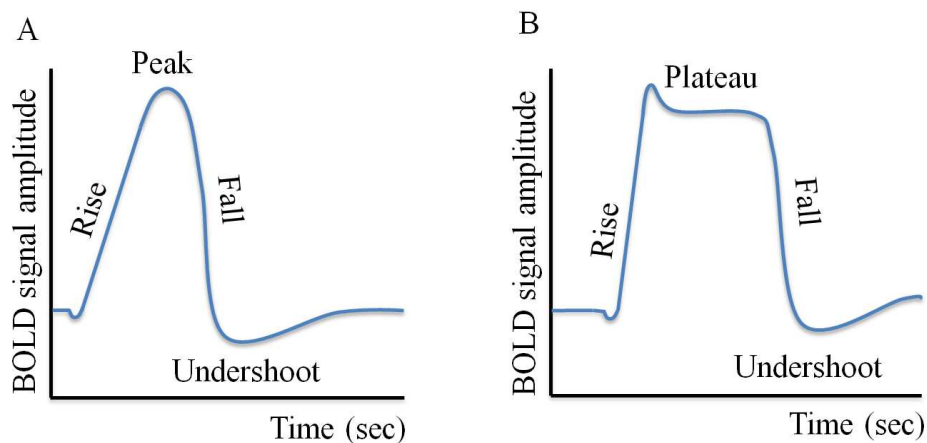 A
Peak
BOLD signal amplitude
Rise
Fall
Undershoot
Time (sec)
B
Plateau
BOLD signal amplitude
Rise
Fall
Undershoot
Time (sec)